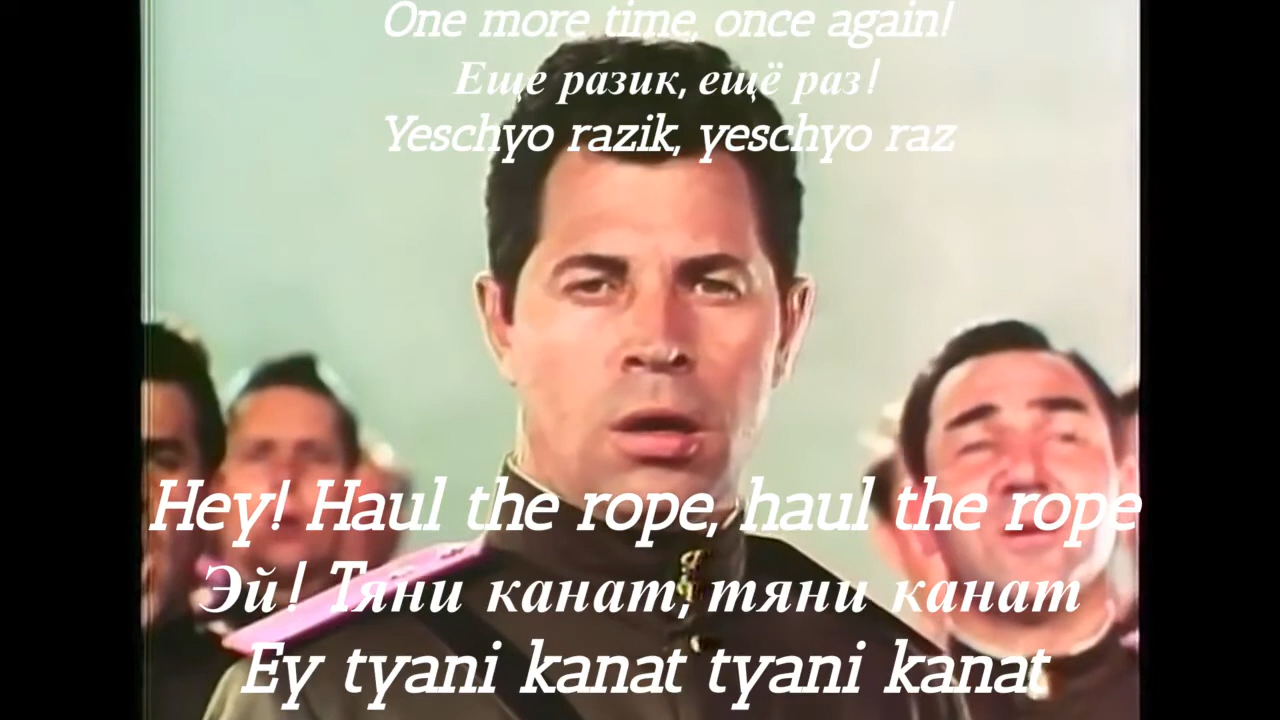 One more time, once again!
Еще разик, ещё раз!
Yeschyo razik, yeschyo raz
Hey! Haul the rope, haul the rope
Эй! Тяни канат, тяни канат
Ey tyani kanat tyani kanat